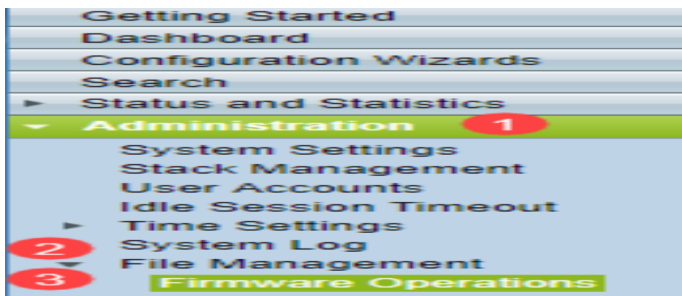 Getting Started
Dashboard
Configuration Wizards
Search
Status and Statistics
Administration 1
System Settings
Stack Management
User Accounts
Idle Session Timeout
Time Settings
2 System Log
File Management
3 Firmware Operations